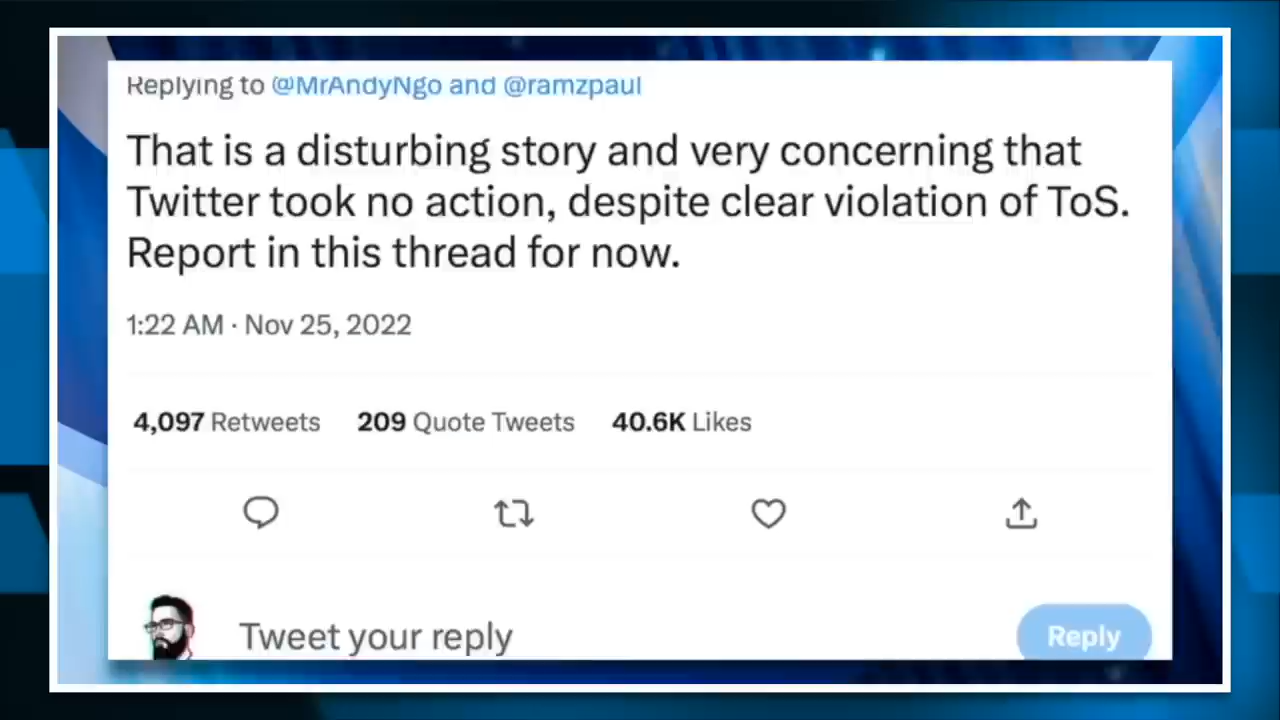 Replying to @MrAndyNgo and @ramzpaul
That is a disturbing story and very concerning that
Twitter took no action, despite clear violation of ToS.
Report in this thread for now.
1:22 AM · Nov 25, 2022
4,097 Retweets 209 Quote Tweets 40.6K Likes
Tweet your reply Reply